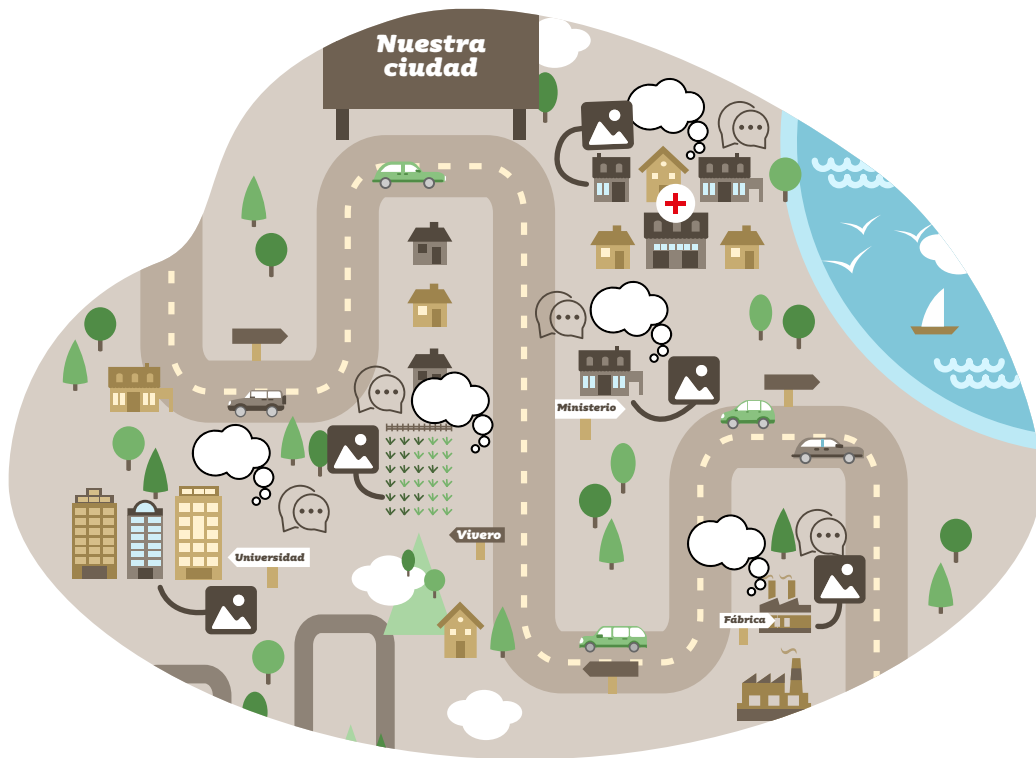 Nuestra
ciudad
Ministerio
Vivero
Universidad
Fábrica